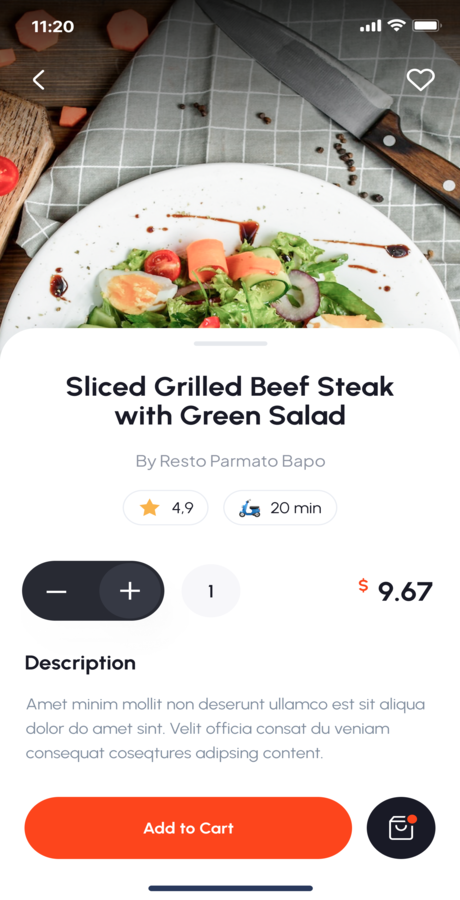 11:20
Sliced Grilled Beef Steak
with Green Salad
By Resto Parmato Bapo
4,9
20 min
1
$ 9.67
Description
Amet minim mollit non deserunt ullamco est sit aliqua
dolor do amet sint. Velit officia consat du veniam
consequat coseqtures adipsing content.
Add to Cart